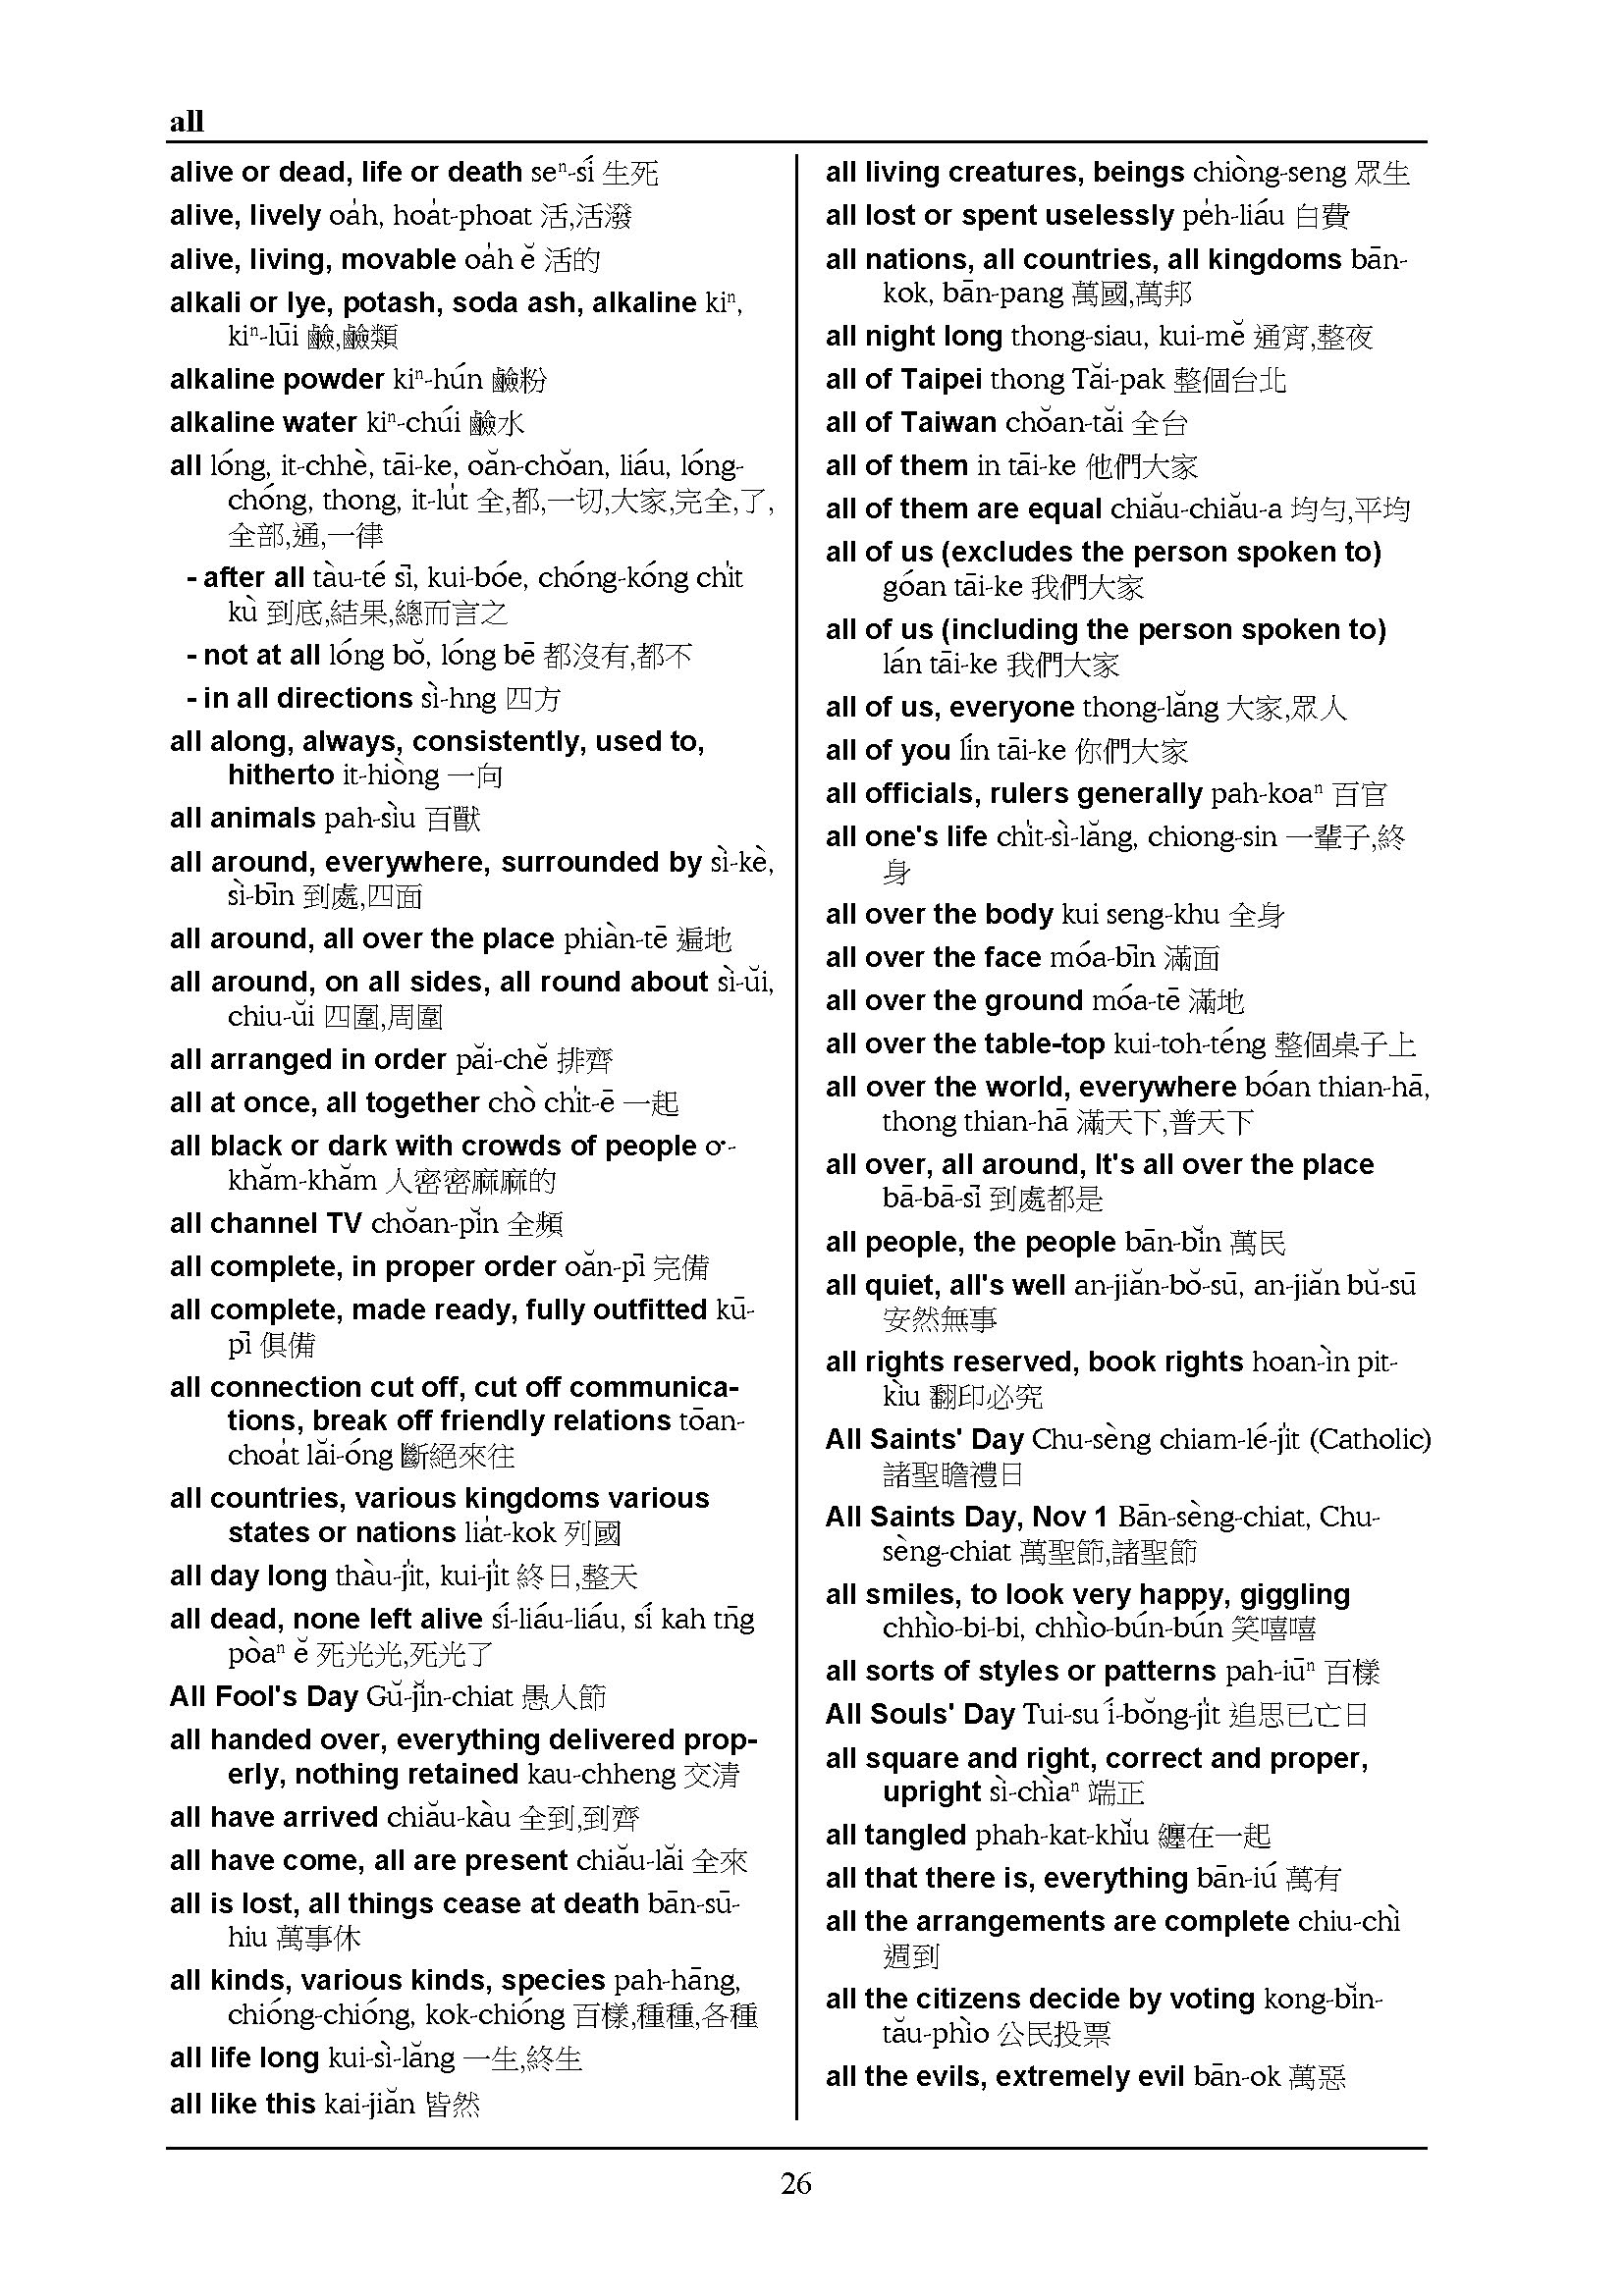 all
alive or dead, life or death seⁿ-sí 生死
alive, lively oa̍h, hoa̍t-phoat 活,活潑
alive, living, movable oa̍h ĕ 活的
alkali or lye, potash, soda ash, alkaline kiⁿ,
kiⁿ-lūi 鹼,鹼類
alkaline powder kiⁿ-hún 鹼粉
alkaline water kiⁿ-chúi 鹼水
all lóng, it-chhè, tāi-ke, oăn-chŏan, liáu, lóng-
chóng, thong, it-lu̍t 全,都,一切,大家,完全,了,
全部,通,一律
- after all tàu-té sī, kui-bóe, chóng-kóng chi̍t
kù 到底,結果,總而言之
- not at all lóng bŏ, lóng bē 都沒有,都不
- in all directions sì-hng 四方
all along, always, consistently, used to,
hitherto it-hiòng 一向
all animals pah-sìu 百獸
all around, everywhere, surrounded by sì-kè,
sì-bīn 到處,四面
all around, all over the place phiàn-tē 遍地
all around, on all sides, all round about sì-ŭi,
chiu-ŭi 四圍,周圍
all arranged in order păi-chĕ 排齊
all at once, all together chò chi̍t-ē 一起
all black or dark with crowds of people o͘-
khăm-khăm 人密密麻麻的
all channel TV chŏan-pĭn 全頻
all complete, in proper order oăn-pī 完備
all complete, made ready, fully outfitted kū-
pī 俱備
all connection cut off, cut off communica-
tions, break off friendly relations tōan-
choa̍t lăi-óng 斷絕來往
all countries, various kingdoms various
states or nations lia̍t-kok 列國
all day long thàu-ji̍t, kui-ji̍t 終日,整天
all dead, none left alive sí-liáu-liáu, sí kah tn̄g
pòaⁿ ĕ 死光光,死光了
All Fool's Day Gŭ-jĭn-chiat 愚人節
all handed over, everything delivered prop-
erly, nothing retained kau-chheng 交清
all have arrived chiău-kàu 全到,到齊
all have come, all are present chiău-lăi 全來
all is lost, all things cease at death bān-sū-
hiu 萬事休
all kinds, various kinds, species pah-hāng,
chióng-chióng, kok-chióng 百樣,種種,各種
all life long kui-sì-lăng 一生,終生
all like this kai-jiăn 皆然
all living creatures, beings chiòng-seng 眾生
all lost or spent uselessly pe̍h-liáu 白費
all nations, all countries, all kingdoms bān-
kok, bān-pang 萬國,萬邦
all night long thong-siau, kui-mĕ 通宵,整夜
all of Taipei thong Tăi-pak 整個台北
all of Taiwan chŏan-tăi 全台
all of them in tāi-ke 他們大家
all of them are equal chiău-chiău-a 均勻,平均
all of us (excludes the person spoken to)
góan tāi-ke 我們大家
all of us (including the person spoken to)
lán tāi-ke 我們大家
all of us, everyone thong-lăng 大家,眾人
all of you lín tāi-ke 你們大家
all officials, rulers generally pah-koaⁿ 百官
all one's life chi̍t-sì-lăng, chiong-sin 一輩子,終
身
all over the body kui seng-khu 全身
all over the face móa-bīn 滿面
all over the ground móa-tē 滿地
all over the table-top kui-toh-téng 整個桌子上
all over the world, everywhere bóan thian-hā,
thong thian-hā 滿天下,普天下
all over, all around, It's all over the place
bā-bā-sī 到處都是
all people, the people bān-bĭn 萬民
all quiet, all's well an-jiăn-bŏ-sū, an-jiăn bŭ-sū
安然無事
all rights reserved, book rights hoan-ìn pit-
kìu 翻印必究
All Saints' Day Chu-sèng chiam-lé-ji̍t (Catholic)
諸聖瞻禮日
All Saints Day, Nov 1 Bān-sèng-chiat, Chu-
sèng-chiat 萬聖節,諸聖節
all smiles, to look very happy, giggling
chhìo-bi-bi, chhìo-bún-bún 笑嘻嘻
all sorts of styles or patterns pah-iūⁿ 百樣
All Souls' Day Tui-su í-bŏng-ji̍t 追思已亡日
all square and right, correct and proper,
upright sì-chìaⁿ 端正
all tangled phah-kat-khĭu 纏在一起
all that there is, everything bān-iú 萬有
all the arrangements are complete chiu-chì
週到
all the citizens decide by voting kong-bĭn-
tău-phìo 公民投票
all the evils, extremely evil bān-ok 萬惡
26